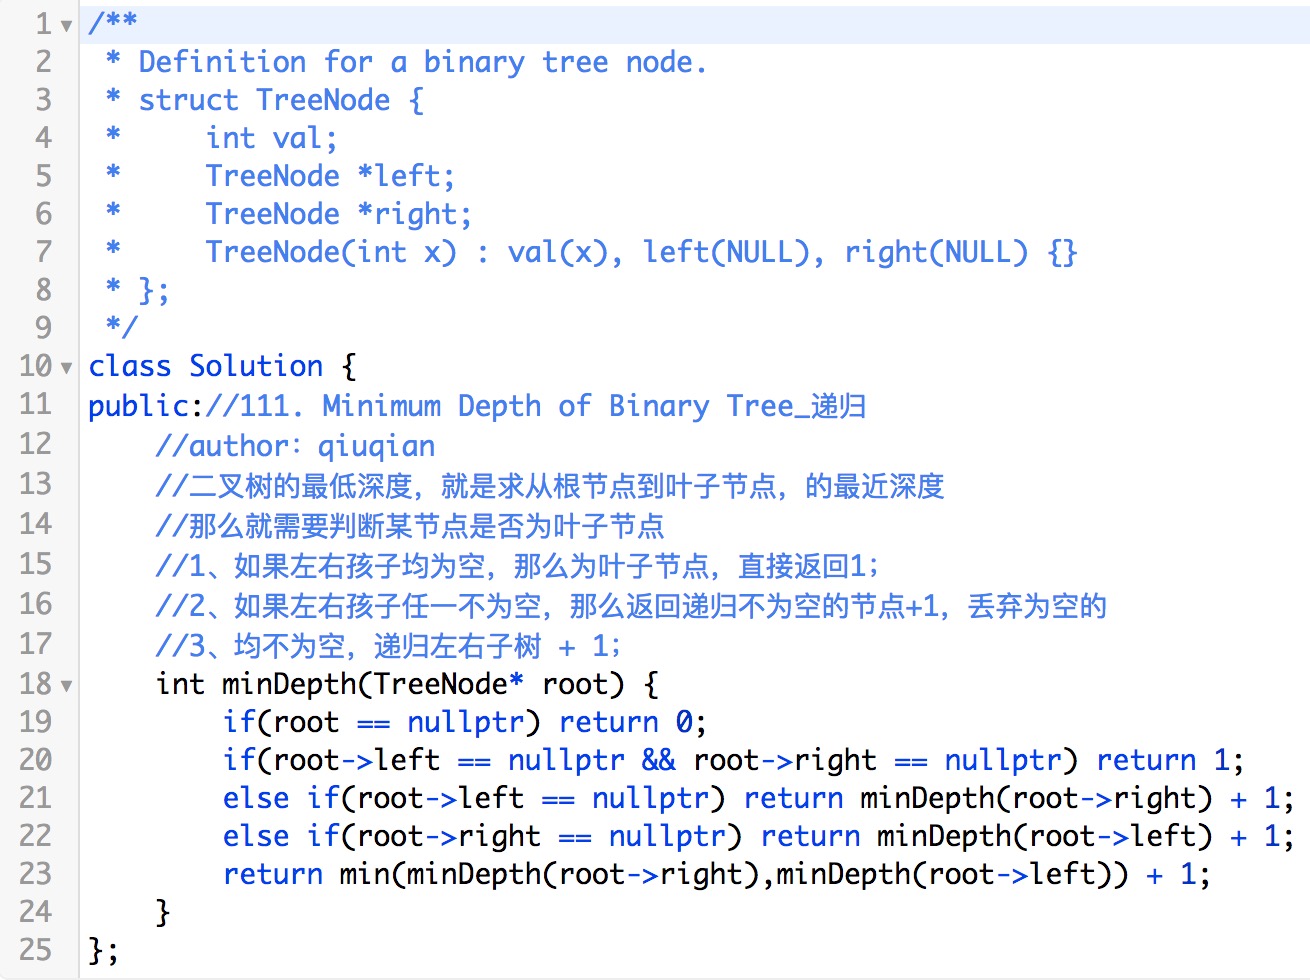 1 /**
2  * Definition for a binary tree node.
3  * struct TreeNode {
4  *     int val;
5  *     TreeNode *left;
6  *     TreeNode *right;
7  *     TreeNode(int x) : val(x), left(NULL), right(NULL) {}
8  * };
9  */
10 class Solution {
11 public://111. Minimum Depth of Binary Tree_递归
12     //author：qiuqian
13     //二叉树的最低深度，就是求从根节点到叶子节点，的最近深度
14     //那么就需要判断某节点是否为叶子节点
15     //1、如果左右孩子均为空，那么为叶子节点，直接返回1；
16     //2、如果左右孩子任一不为空，那么返回递归不为空的节点+1，丢弃为空的
17     //3、均不为空，递归左右子树 + 1；
18     int minDepth(TreeNode* root) {
19         if(root == nullptr) return 0;
20         if(root->left == nullptr && root->right == nullptr) return 1;
21         else if(root->left == nullptr) return minDepth(root->right) + 1;
22         else if(root->right == nullptr) return minDepth(root->left) + 1;
23         return min(minDepth(root->right),minDepth(root->left)) + 1;
24     }
25 };